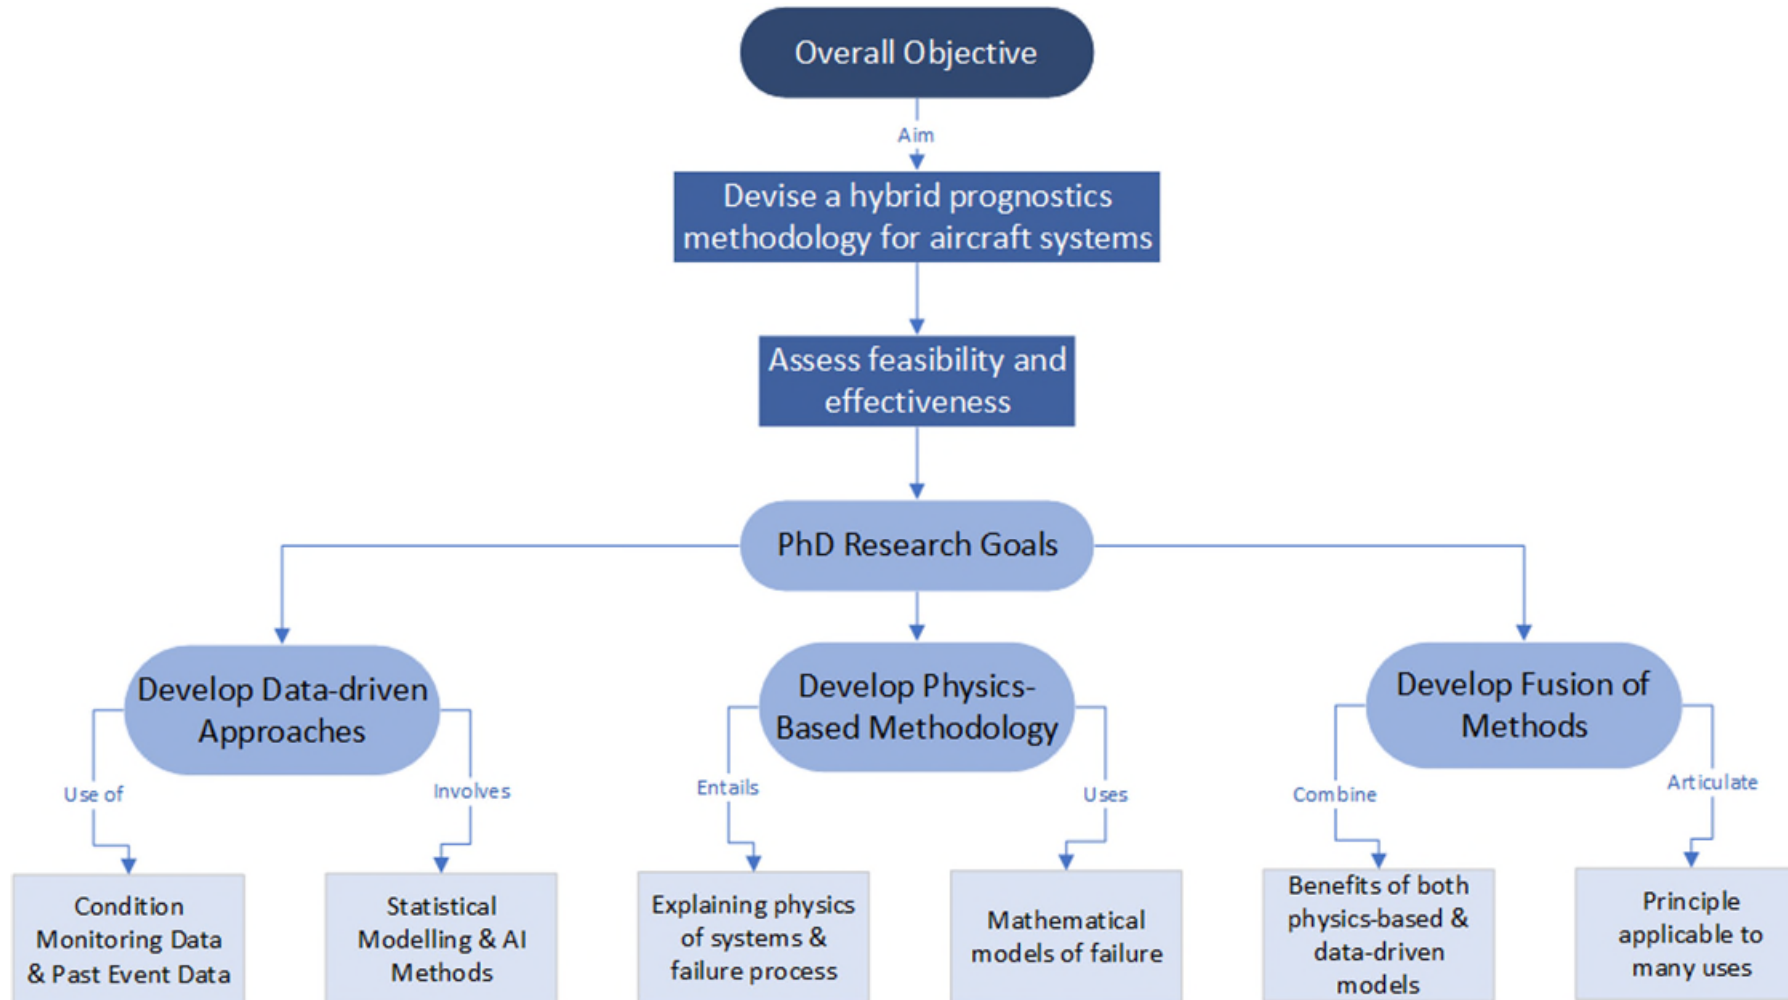 Overall Objective
Aim
Devise a hybrid prognostics
methodology for aircraft systems
Assess feasibility and
effectiveness
PhD Research Goals
Develop Data-driven
Approaches
Use of
Involves
Condition
Monitoring Data
& Past Event Data
Statistical
Modelling & AI
Methods
Develop Physics-
Based Methodology
Entails
Uses
Explaining physics
of systems &
failure process
Mathematical
models of failure
Develop Fusion of
Methods
Combine
Articulate
Benefits of both
physics-based &
data-driven
models
Principle
applicable to
many uses